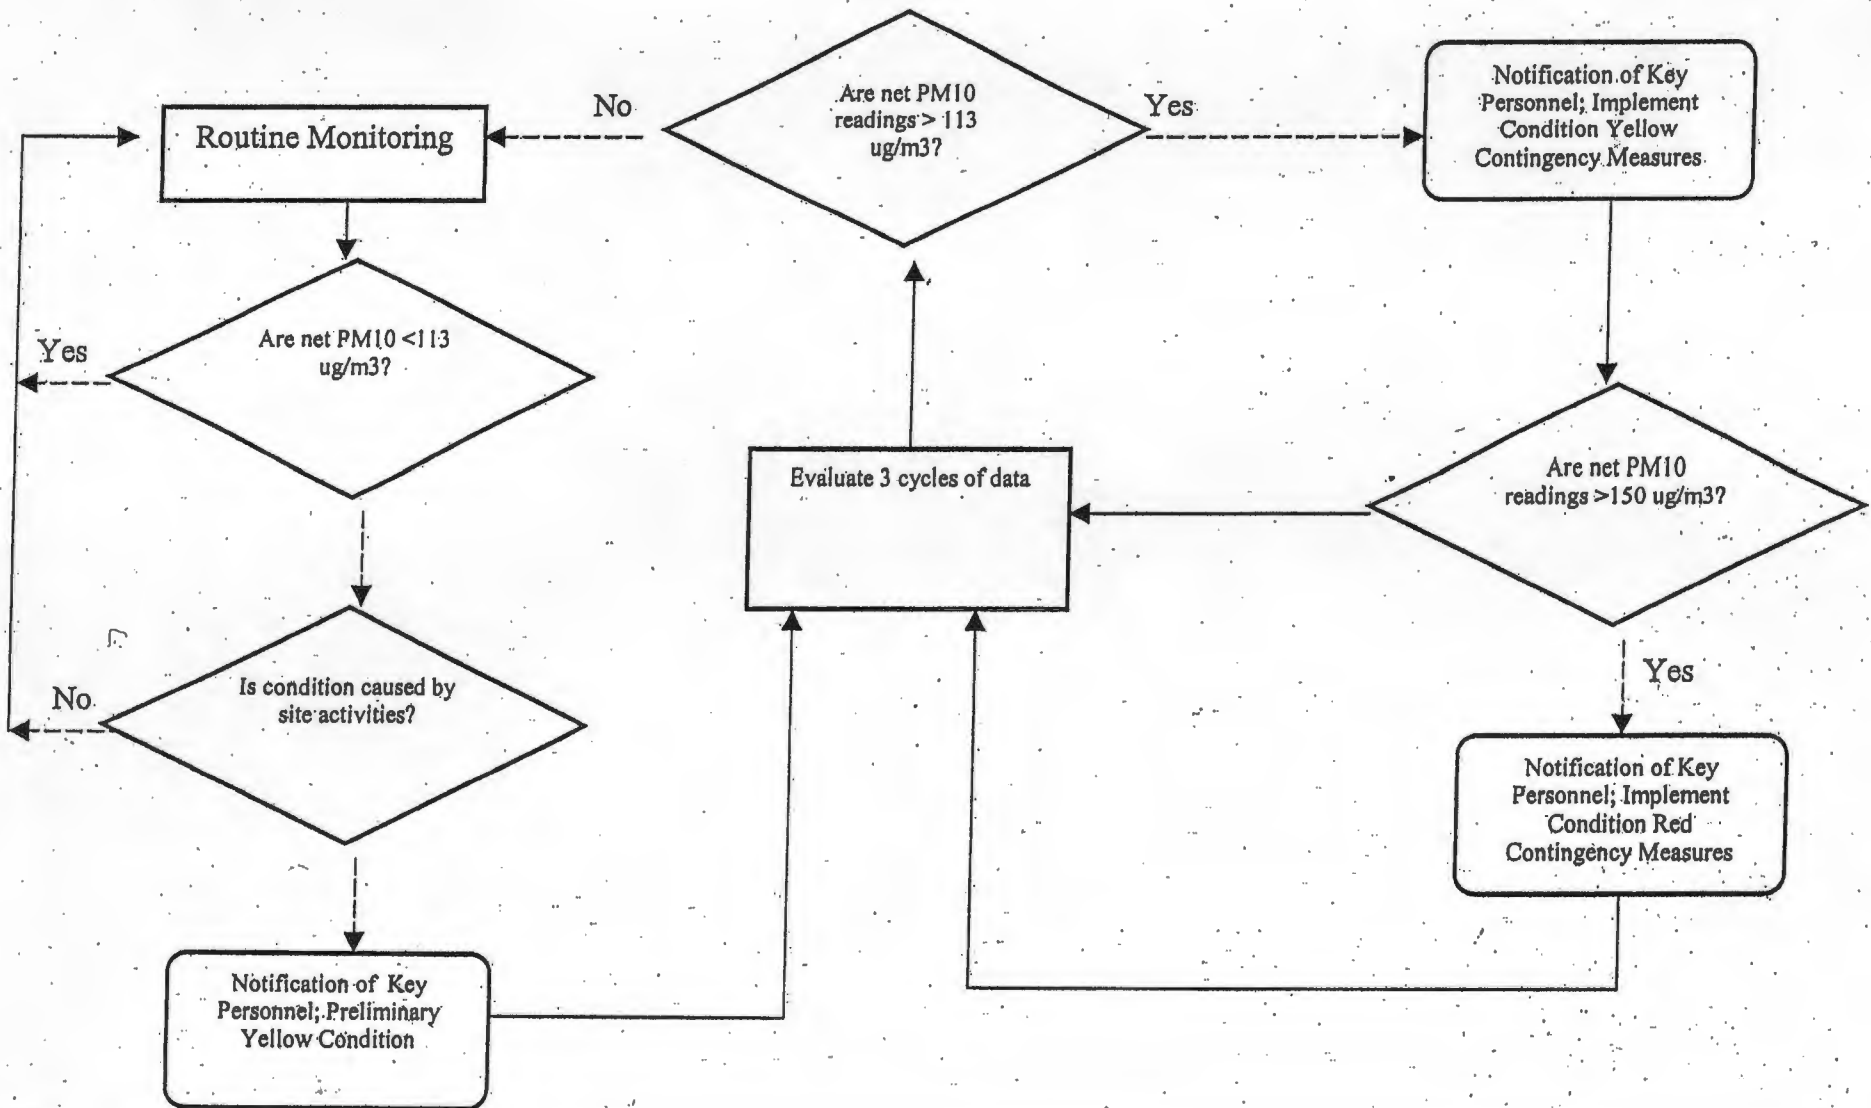 Routine Monitoring
No
Are net PM10
readings > 113
ug/m3?
Yes
Notification of Key
Personnel; Implement
Condition Yellow
Contingency Measures
Are net PM10 <113
ug/m3?
Yes
Evaluate 3 cycles of data
Are net PM10
readings >150 ug/m3?
Is condition caused by
site activities?
No
Yes
Notification of Key
Personnel; Implement
Condition Red
Contingency Measures
Notification of Key
Personnel; Preliminary
Yellow Condition